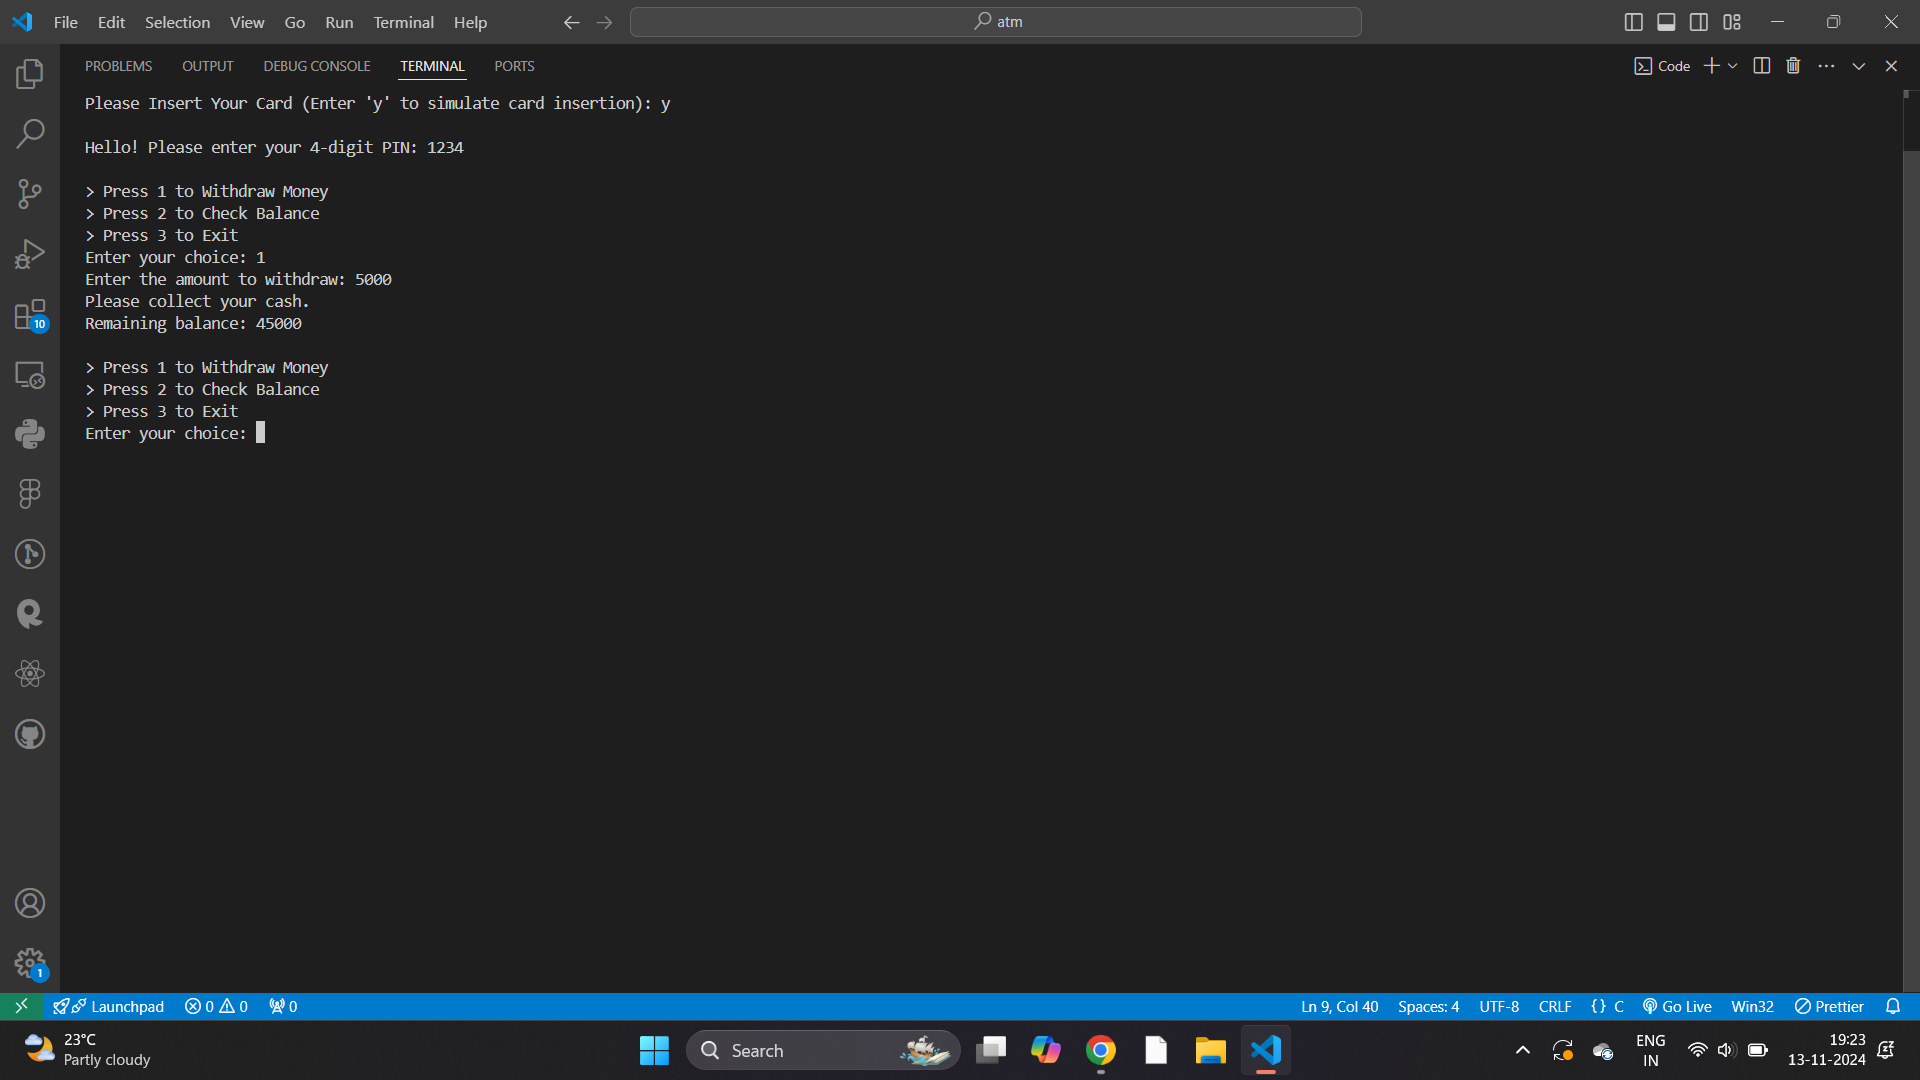 File Edit Selection View Go Run Terminal Help
atm
PROBLEMS OUTPUT DEBUG CONSOLE TERMINAL PORTS
Code
Please Insert Your Card (Enter 'y' to simulate card insertion): y
Hello! Please enter your 4-digit PIN: 1234
> Press 1 to Withdraw Money
> Press 2 to Check Balance
> Press 3 to Exit
Enter your choice: 1
Enter the amount to withdraw: 5000
Please collect your cash.
Remaining balance: 45000
> Press 1 to Withdraw Money
> Press 2 to Check Balance
> Press 3 to Exit
Enter your choice:
10
1
Launchpad 0 0 0 Ln 9, Col 40 Spaces: 4 UTF-8 CRLF {} C Go Live Win32 Prettier
23°C
Partly cloudy
Search
ENG
IN
19:23
13-11-2024